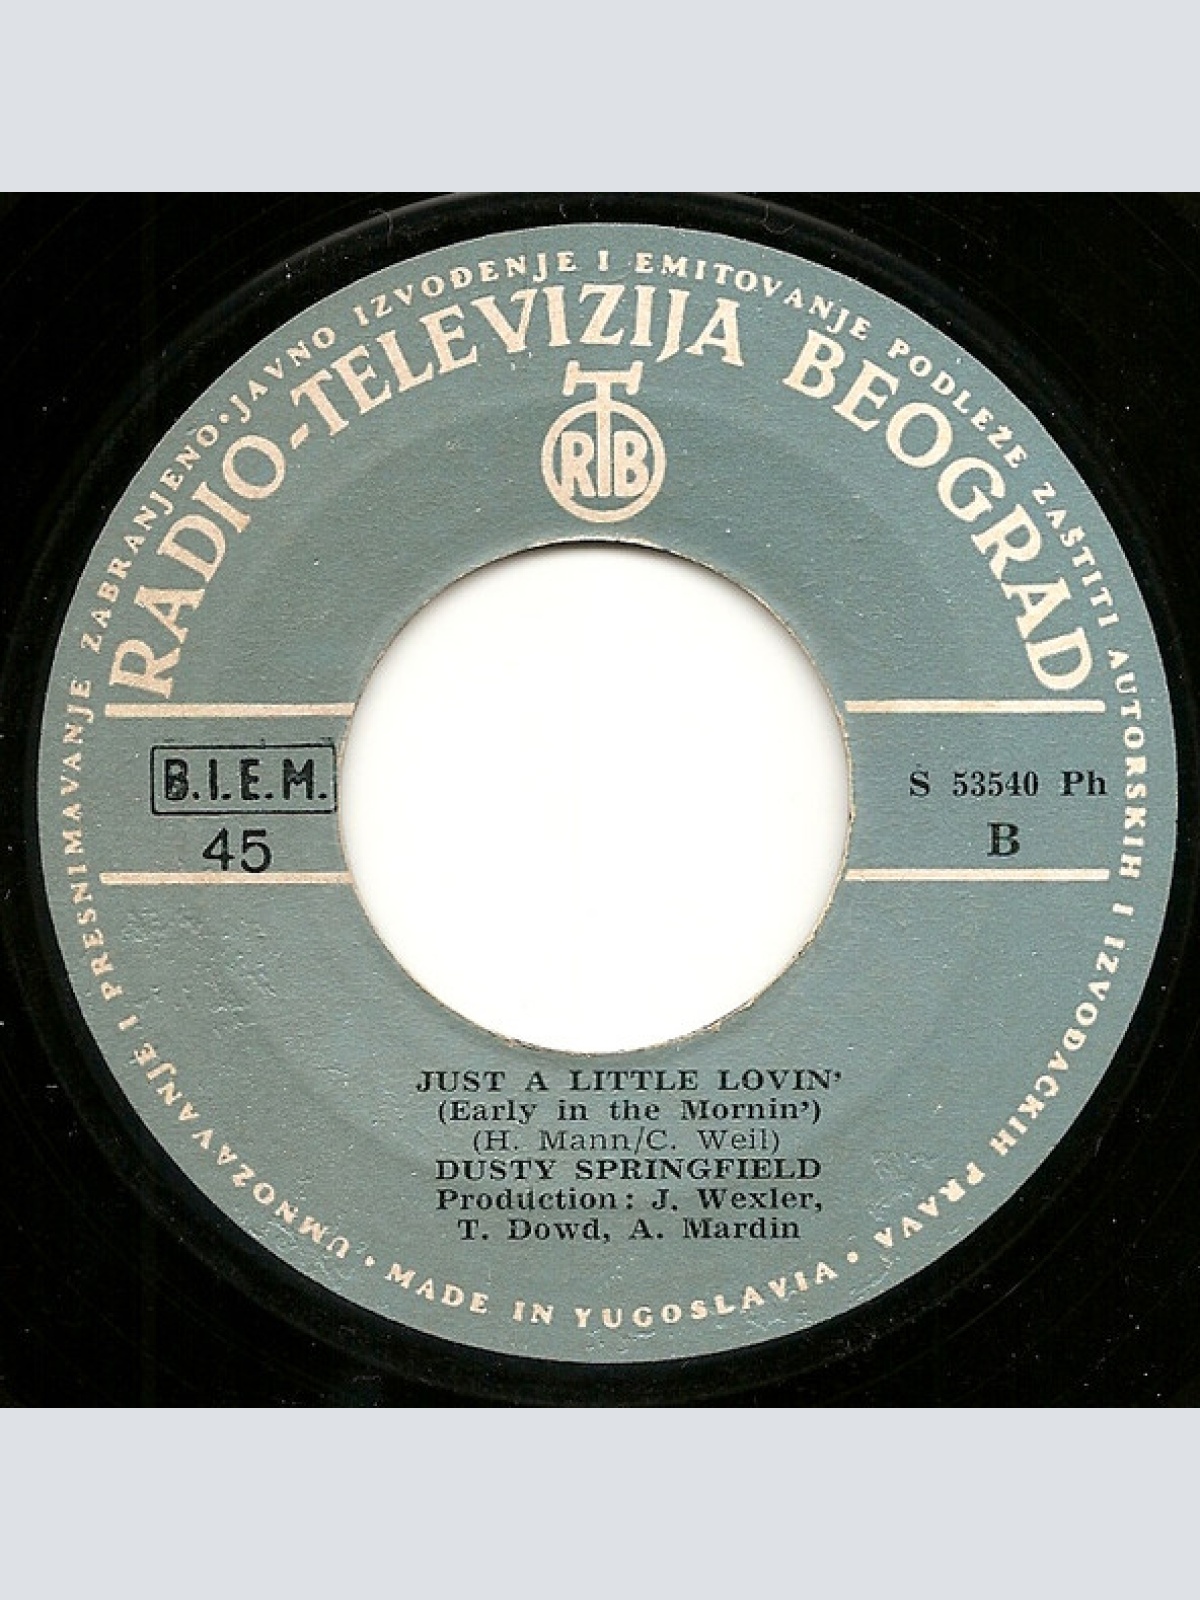 JAVNO IZVOĐENJE I EMITOVANJE PODLEŽE ZAŠTITI AUTORSKIH I IZVOĐAČKIH PRAVA •
MADE IN YUGOSLAVIA •
UMNOŽAVANJE I PRESNIMAVANJE ZABRANJENO •
RADIO-TELEVIZIJA BEOGRAD
RTB
B.I.E.M.
45
S 53540 Ph
B
JUST A LITTLE LOVIN'
(Early in the Mornin')
(H. Mann/C. Weil)
DUSTY SPRINGFIELD
Production: J. Wexler,
T. Dowd, A. Mardin